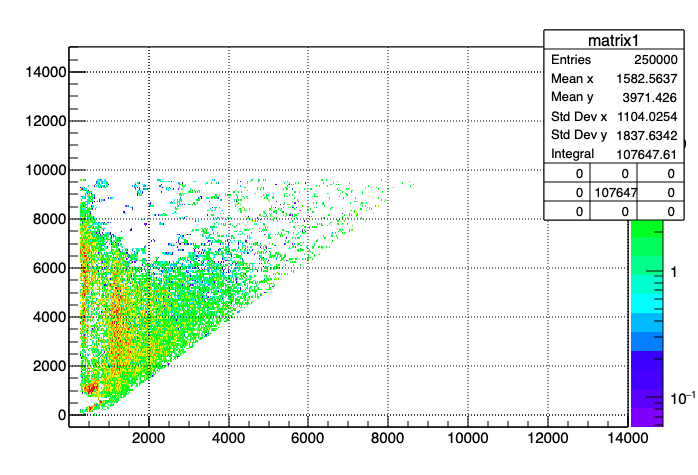 matrix1
Entries 250000
Mean x 1582.5637
Mean y 3971.426
Std Dev x 1104.0254
Std Dev y 1837.6342
Integral 107647.61
0 0 0
0 107647 0
0 0 0
14000
12000
10000
8000
6000
4000
2000
0
1
10⁻¹
2000 4000 6000 8000 10000 12000 14000